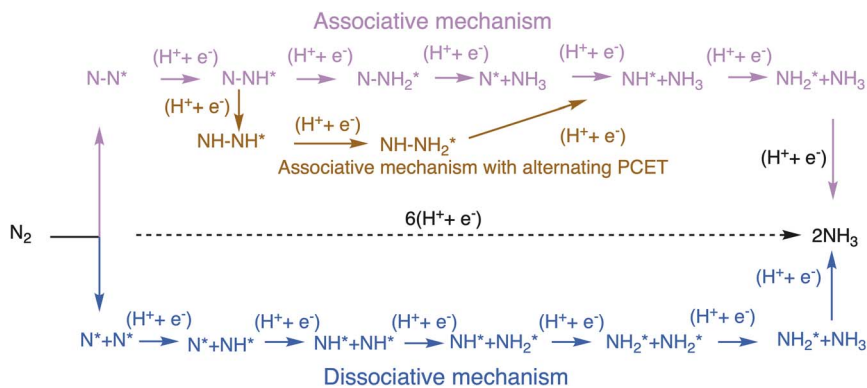 Associative mechanism
(H⁺+ e⁻) (H⁺+ e⁻) (H⁺+ e⁻) (H⁺+ e⁻) (H⁺+ e⁻)
N-N* N-NH* N-NH₂* N*+NH₃ NH*+NH₃ NH₂*+NH₃
(H⁺+ e⁻)
(H⁺+ e⁻) (H⁺+ e⁻)
NH-NH* NH-NH₂*
Associative mechanism with alternating PCET
(H⁺+ e⁻)
6(H⁺+ e⁻)
N₂ 2NH₃
(H⁺+ e⁻)
(H⁺+ e⁻) (H⁺+ e⁻) (H⁺+ e⁻) (H⁺+ e⁻) (H⁺+ e⁻)
N*+N* N*+NH* NH*+NH* NH*+NH₂* NH₂*+NH₂* NH₂*+NH₃
Dissociative mechanism